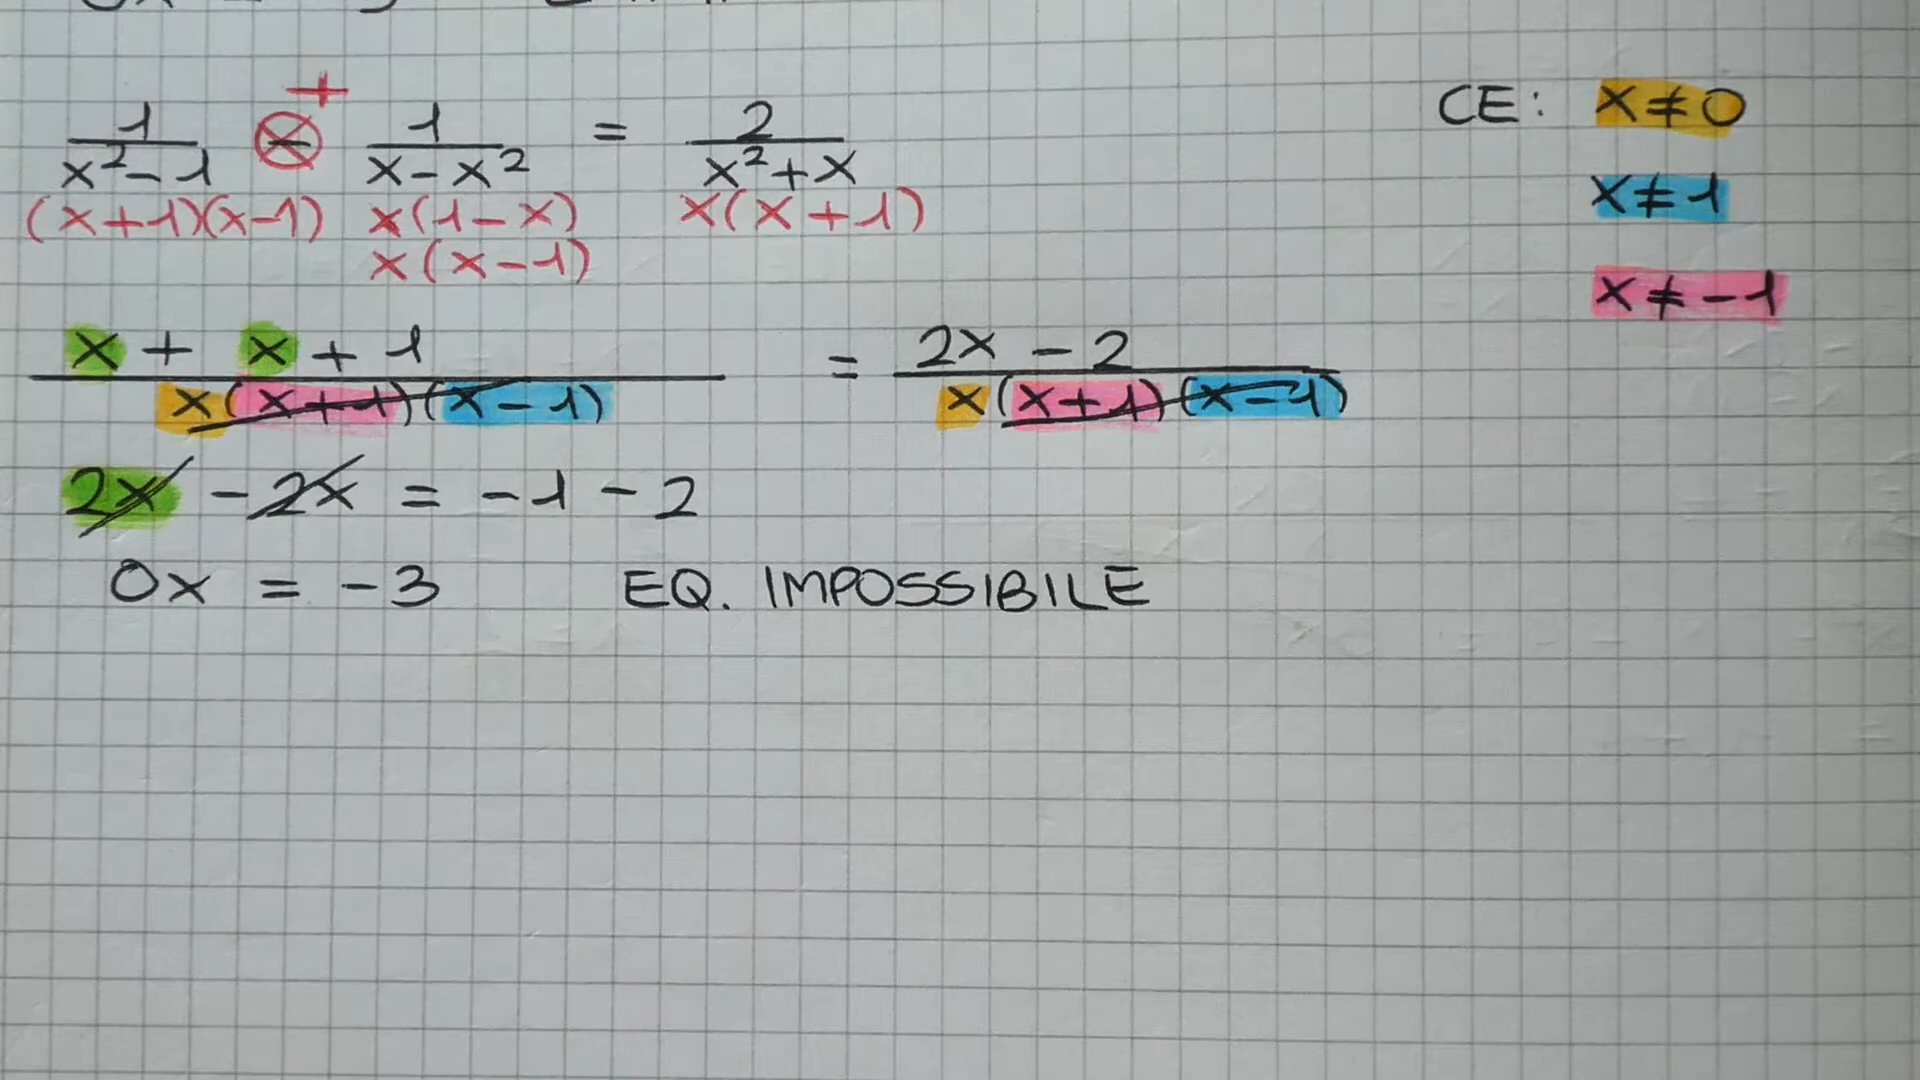 1/(x² - 1) - + 1/(x - x²) = 2/(x² + x)
(x+1)(x-1) x(1-x) x(x+1)
x(x-1)
CE: x ≠ 0
x ≠ 1
x ≠ -1
x + x + 1 = 2x - 2
x(x+1)(x-1) x(x+1)(x-1)
2x - 2x = -1 - 2
0x = -3 EQ. IMPOSSIBILE